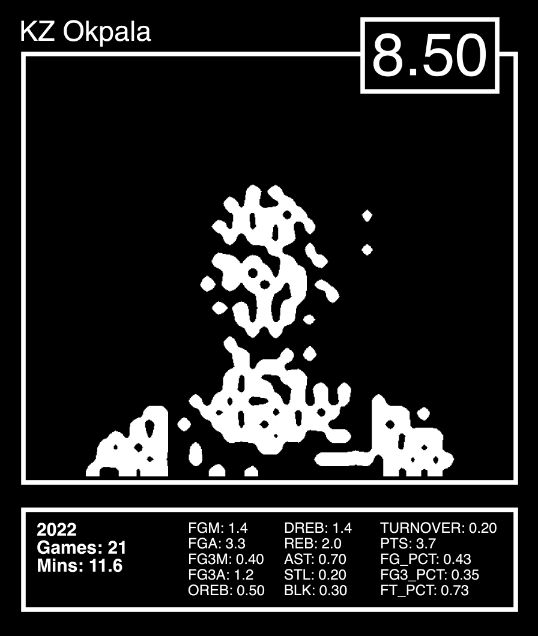 KZ Okpala
8.50
2022
Games: 21
Mins: 11.6
FGM: 1.4
FGA: 3.3
FG3M: 0.40
FG3A: 1.2
OREB: 0.50
DREB: 1.4
REB: 2.0
AST: 0.70
STL: 0.20
BLK: 0.30
TURNOVER: 0.20
PTS: 3.7
FG_PCT: 0.43
FG3_PCT: 0.35
FT_PCT: 0.73